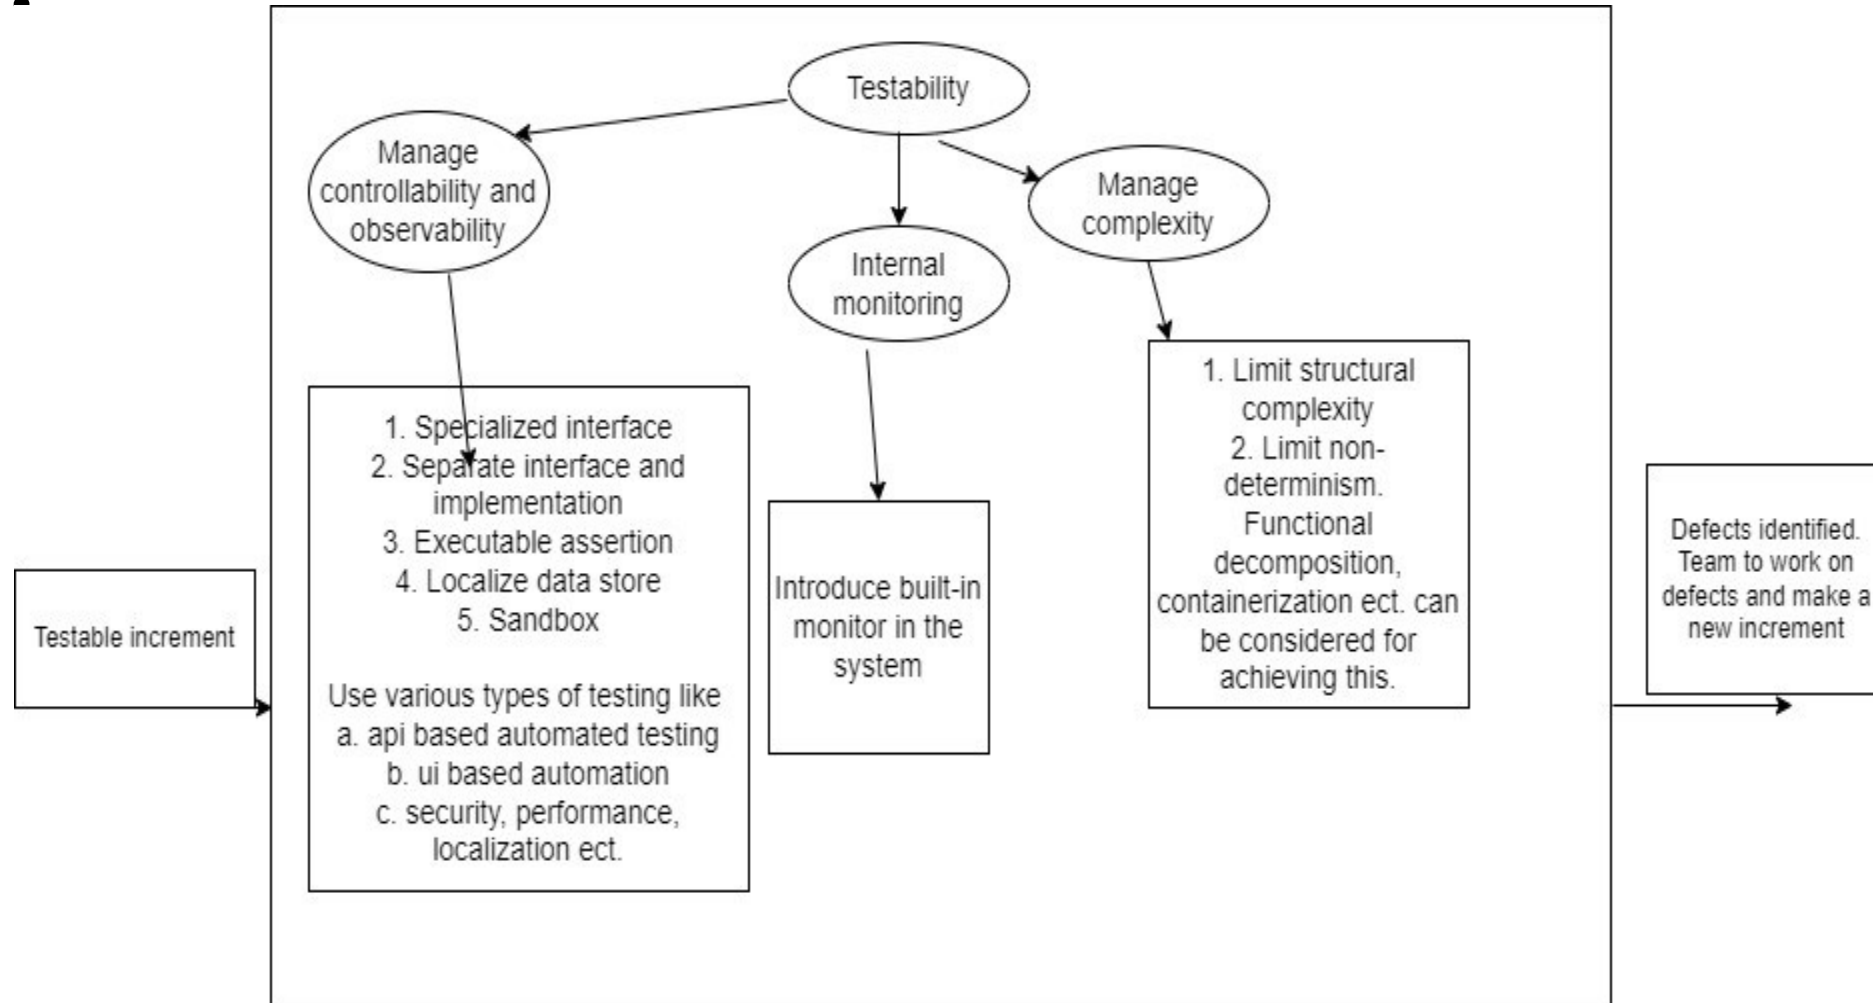 Testability
Manage
controllability and
observability
Manage
complexity
Internal
monitoring
1. Specialized interface
2. Separate interface and
implementation
3. Executable assertion
4. Localize data store
5. Sandbox
Use various types of testing like
a. api based automated testing
b. ui based automation
c. security, performance,
localization ect.
Introduce built-in
monitor in the
system
1. Limit structural
complexity
2. Limit non-
determinism.
Functional
decomposition,
containerization ect. can
be considered for
achieving this.
Testable increment
Defects identified.
Team to work on
defects and make a
new increment